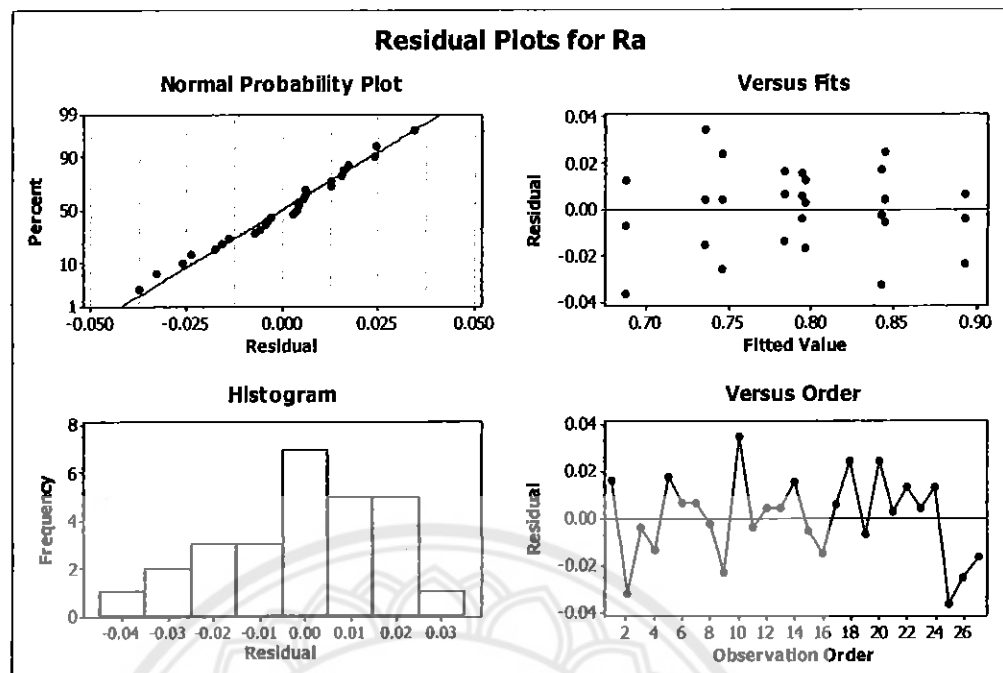 Residual Plots for Ra
Normal Probability Plot
99
90
50
10
1
Percent
-0.050 -0.025 0.000 0.025 0.050
Residual
Versus Fits
0.04
0.02
0.00
-0.02
-0.04
Residual
0.70 0.75 0.80 0.85 0.90
Fitted Value
Histogram
8
6
4
2
0
Frequency
-0.04 -0.03 -0.02 -0.01 0.00 0.01 0.02 0.03
Residual
Versus Order
0.04
0.02
0.00
-0.02
-0.04
Residual
2 4 6 8 10 12 14 16 18 20 22 24 26
Observation Order